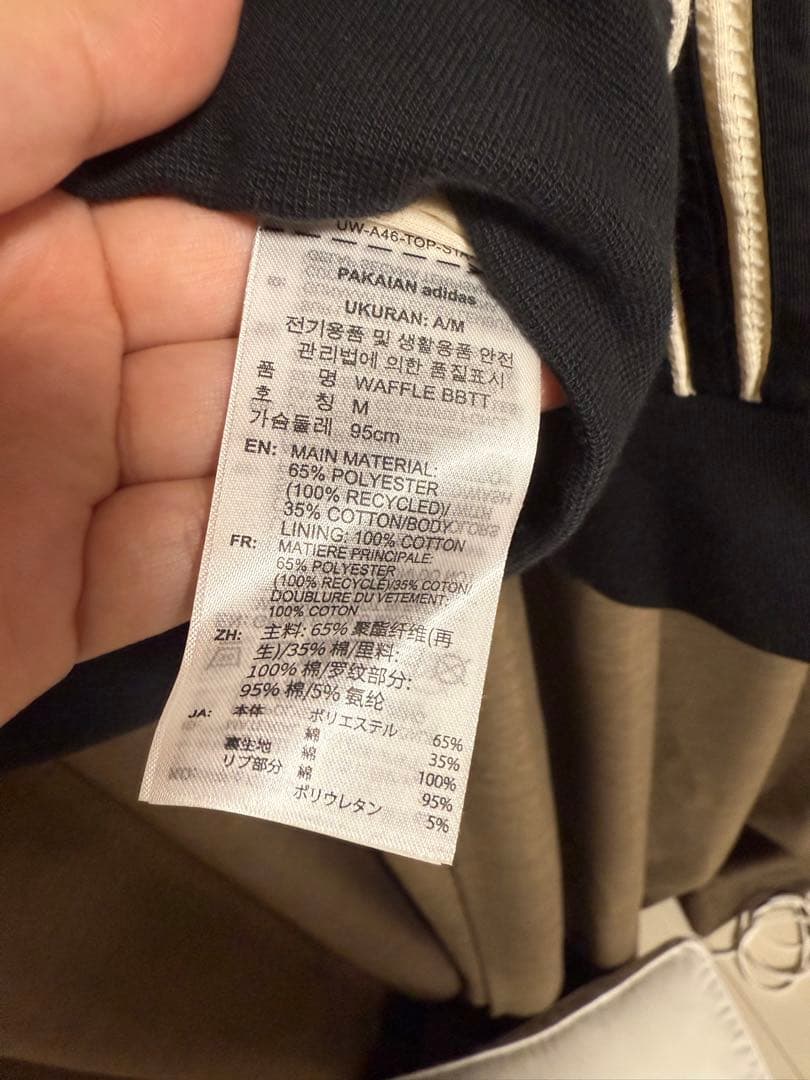 UW-A46-TOP-STA
PAKAIAN adidas
UKURAN: A/M
전기용품 및 생활용품 안전
관리법에 의한 품질표시
품 명 WAFFLE BBTT
호 칭 M
가슴둘레 95cm
EN: MAIN MATERIAL:
65% POLYESTER
(100% RECYCLED)/
35% COTTON/BODY
LINING: 100% COTTON
FR: MATIERE PRINCIPALE:
65% POLYESTER
(100% RECYCLE)/35% COTON/
DOUBLURE DU VETEMENT:
100% COTON
ZH: 主料: 65% 聚酯纤维(再
生)/35% 棉/里料:
100% 棉/罗纹部分:
95% 棉/5% 氨纶
JA: 本体 ポリエステル 65%
綿 35%
裏生地 綿 100%
リブ部分 綿 95%
ポリウレタン 5%